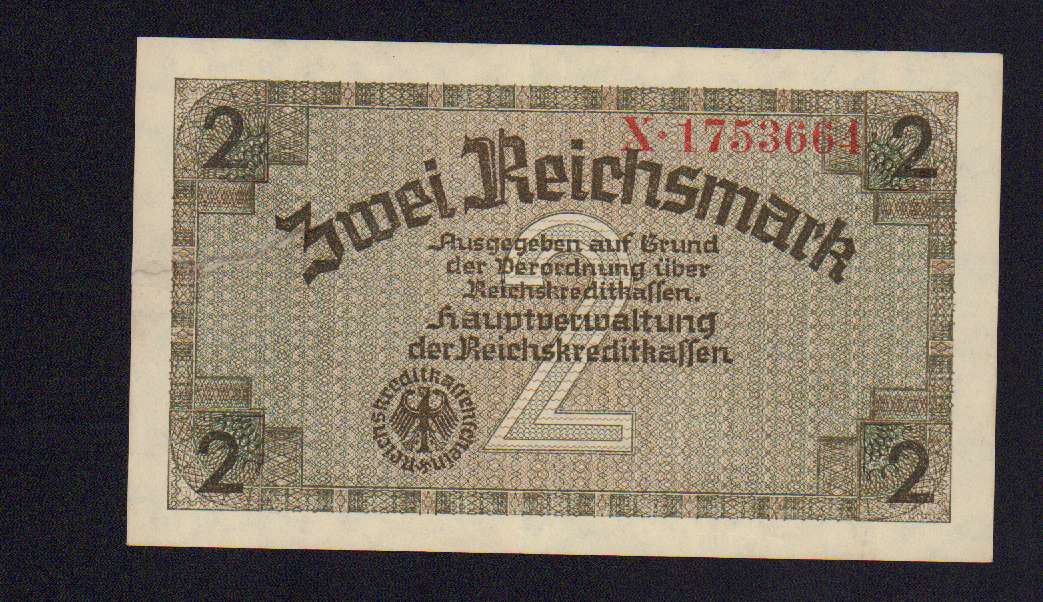 2
X·1753664
2
Zwei Reichsmark
Ausgegeben auf Grund
der Verordnung über
Reichskreditkaſſen.
Hauptverwaltung
der Reichskreditkaſſen
2
Reichskreditkaſſenſchein
2
2